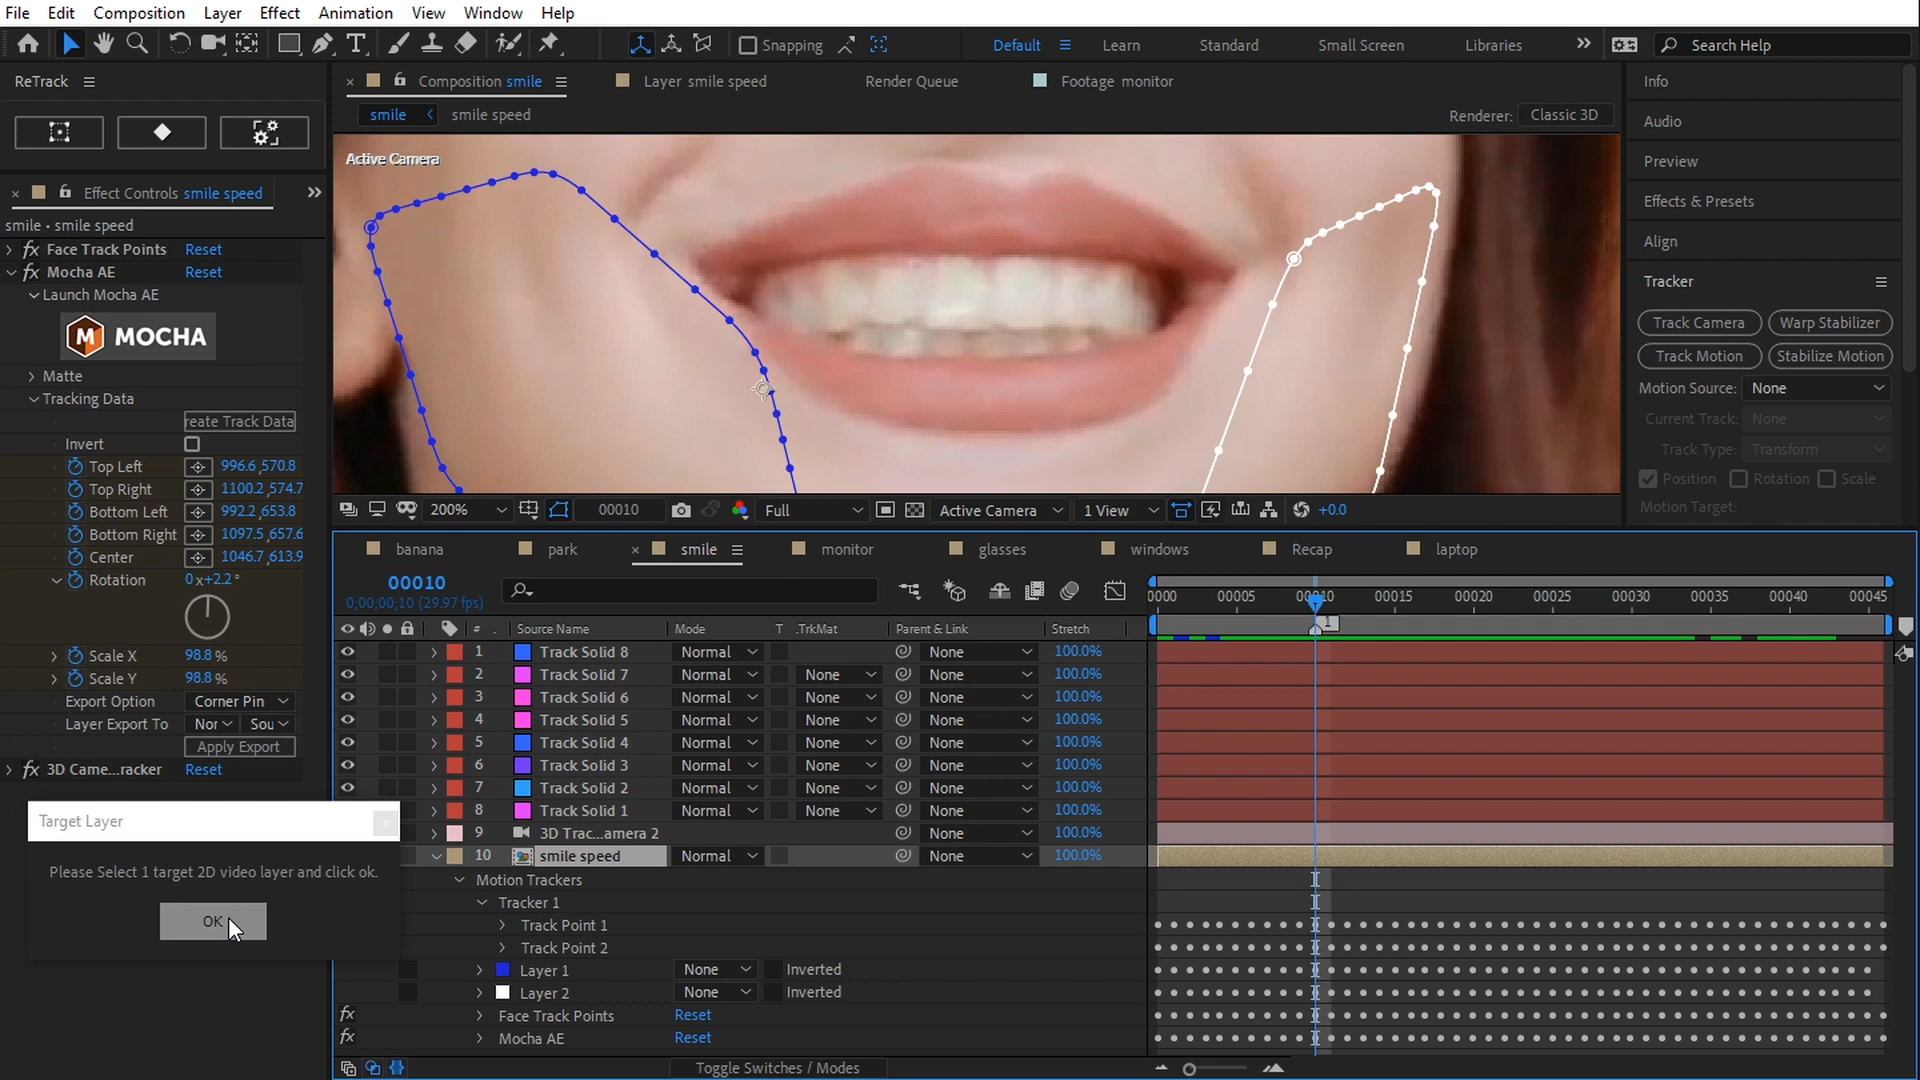 File Edit Composition Layer Effect Animation View Window Help
Snapping Default Learn Standard Small Screen Libraries Search Help
ReTrack
Composition smile Layer smile speed Render Queue Footage monitor
smile smile speed Renderer: Classic 3D
Active Camera
Effect Controls smile speed
smile • smile speed
fx Face Track Points Reset
fx Mocha AE Reset
Launch Mocha AE
M MOCHA
Matte
Tracking Data
reate Track Data
Invert
Top Left 996.6,570.8
Top Right 1100.2,574.7
Bottom Left 992.2,653.8
Bottom Right 1097.5,657.6
Center 1046.7,613.9
Rotation 0x+2.2°
Scale X 98.8 %
Scale Y 98.8 %
Export Option Corner Pin
Layer Export To Nor Sou
Apply Export
fx 3D Came...racker Reset
Target Layer x
Please Select 1 target 2D video layer and click ok.
OK
Info
Audio
Preview
Effects & Presets
Align
Tracker
Track Camera Warp Stabilizer
Track Motion Stabilize Motion
Motion Source: None
Current Track: None
Track Type: Transform
Position Rotation Scale
Motion Target:
200% 00010 Full Active Camera 1 View +0.0
banana park smile monitor glasses windows Recap laptop
00010
0;00;00;10 (29.97 fps)
0000 00005 00010 00015 00020 00025 00030 00035 00040 00045
1
# Source Name Mode T .TrkMat Parent & Link Stretch
1 Track Solid 8 Normal None 100.0%
2 Track Solid 7 Normal None None 100.0%
3 Track Solid 6 Normal None None 100.0%
4 Track Solid 5 Normal None None 100.0%
5 Track Solid 4 Normal None None 100.0%
6 Track Solid 3 Normal None None 100.0%
7 Track Solid 2 Normal None None 100.0%
8 Track Solid 1 Normal None None 100.0%
9 3D Trac...amera 2 None 100.0%
10 smile speed Normal None 100.0%
Motion Trackers
Tracker 1
Track Point 1
Track Point 2
Layer 1 None Inverted
Layer 2 None Inverted
fx Face Track Points Reset
fx Mocha AE Reset
Toggle Switches / Modes